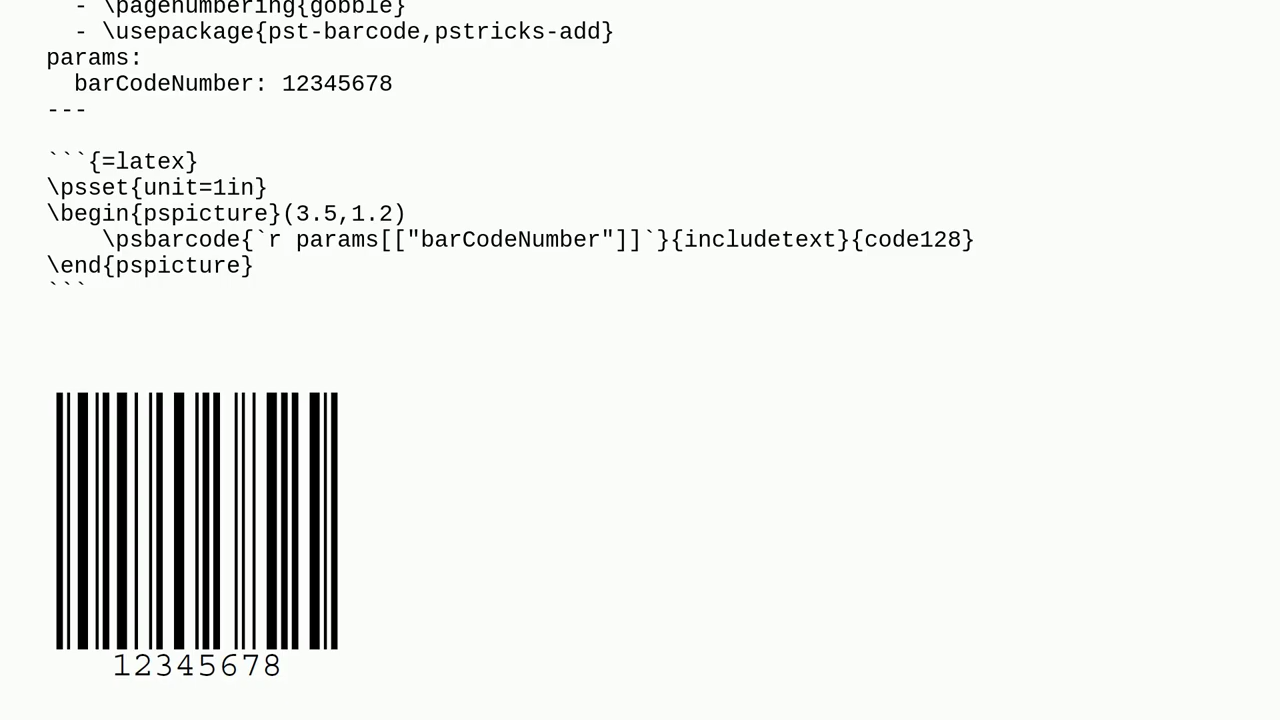 - \pagenumbering{gobble}
- \usepackage{pst-barcode,pstricks-add}
params:
barCodeNumber: 12345678
---
```{=latex}
\psset{unit=1in}
\begin{pspicture}(3.5,1.2)
\psbarcode{`r params[["barCodeNumber"]]`}{includetext}{code128}
\end{pspicture}
```
12345678